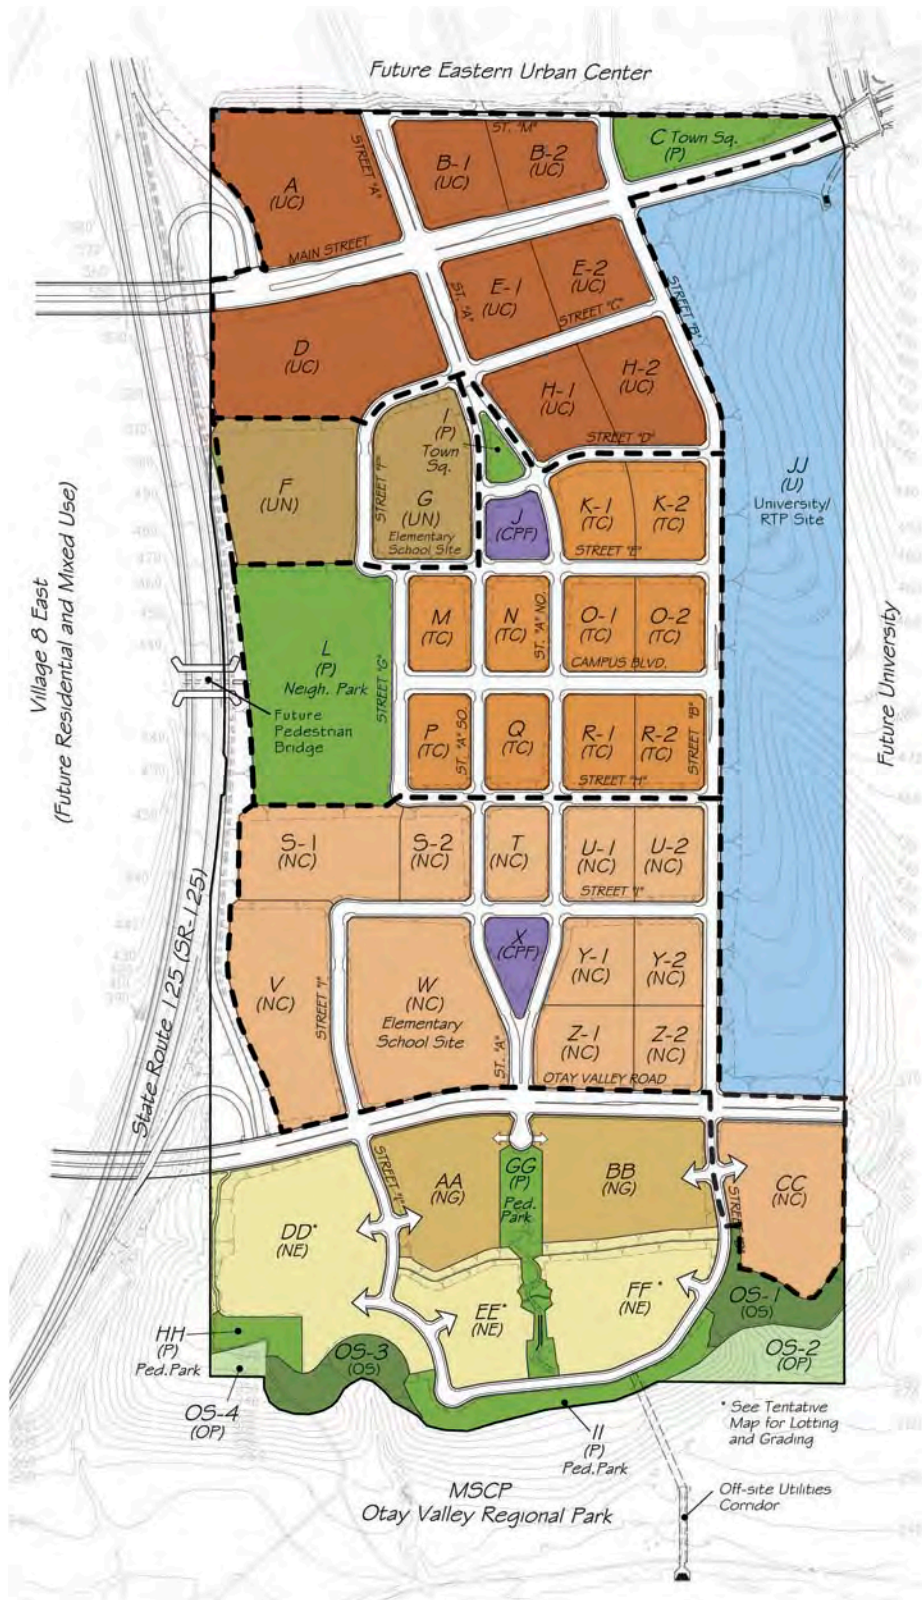 Future Eastern Urban Center
ST. "M"
C Town Sq.
(P)
STREET "A"
B-1
(UC)
B-2
(UC)
A
(UC)
MAIN STREET
E-1
(UC)
E-2
(UC)
ST. "A"
STREET "C"
STREET "B"
D
(UC)
H-1
(UC)
H-2
(UC)
STREET "D"
I
(P)
Town
Sq.
F
(UN)
STREET "F"
G
(UN)
Elementary
School Site
J
(CPF)
K-1
(TC)
K-2
(TC)
STREET "E"
JJ
(U)
University/
RTP Site
Village 8 East
(Future Residential and Mixed Use)
Future University
L
(P)
Neigh. Park
STREET "G"
M
(TC)
N
(TC)
ST. "A" NO.
O-1
(TC)
O-2
(TC)
CAMPUS BLVD.
Future
Pedestrian
Bridge
P
(TC)
ST. "A" SO.
Q
(TC)
R-1
(TC)
R-2
(TC)
STREET "B"
STREET "H"
S-1
(NC)
S-2
(NC)
T
(NC)
U-1
(NC)
U-2
(NC)
STREET "I"
State Route 125 (SR-125)
V
(NC)
W
(NC)
Elementary
School Site
X
(CPF)
Y-1
(NC)
Y-2
(NC)
Z-1
(NC)
Z-2
(NC)
ST. "A"
OTAY VALLEY ROAD
AA
(NG)
GG
(P)
Ped.
Park
BB
(NG)
CC
(NC)
STREET
DD*
(NE)
EE*
(NE)
FF*
(NE)
OS-1
(OS)
OS-2
(OP)
HH
(P)
Ped.Park
OS-3
(OS)
OS-4
(OP)
II
(P)
Ped.Park
* See Tentative
Map for Lotting
and Grading
MSCP
Otay Valley Regional Park
Off-site Utilities
Corridor